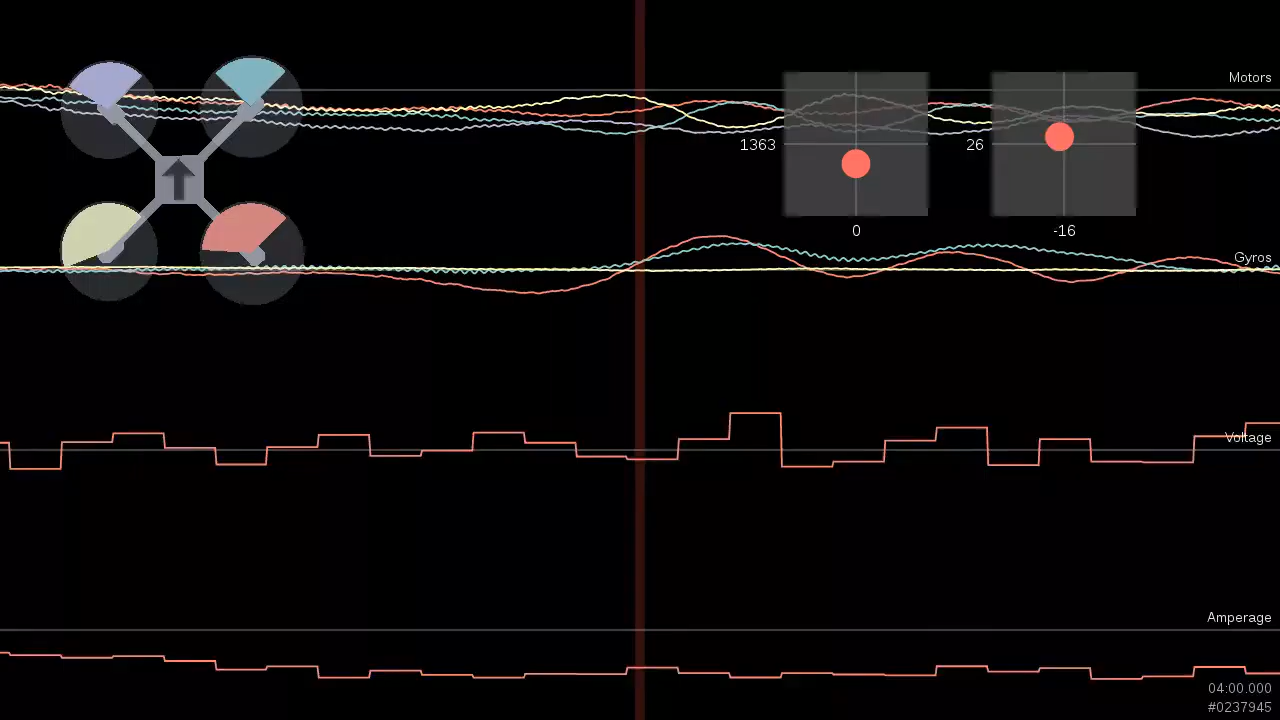 Motors
1363
26
0
-16
Gyros
Voltage
Amperage
04:00.000
#0237945